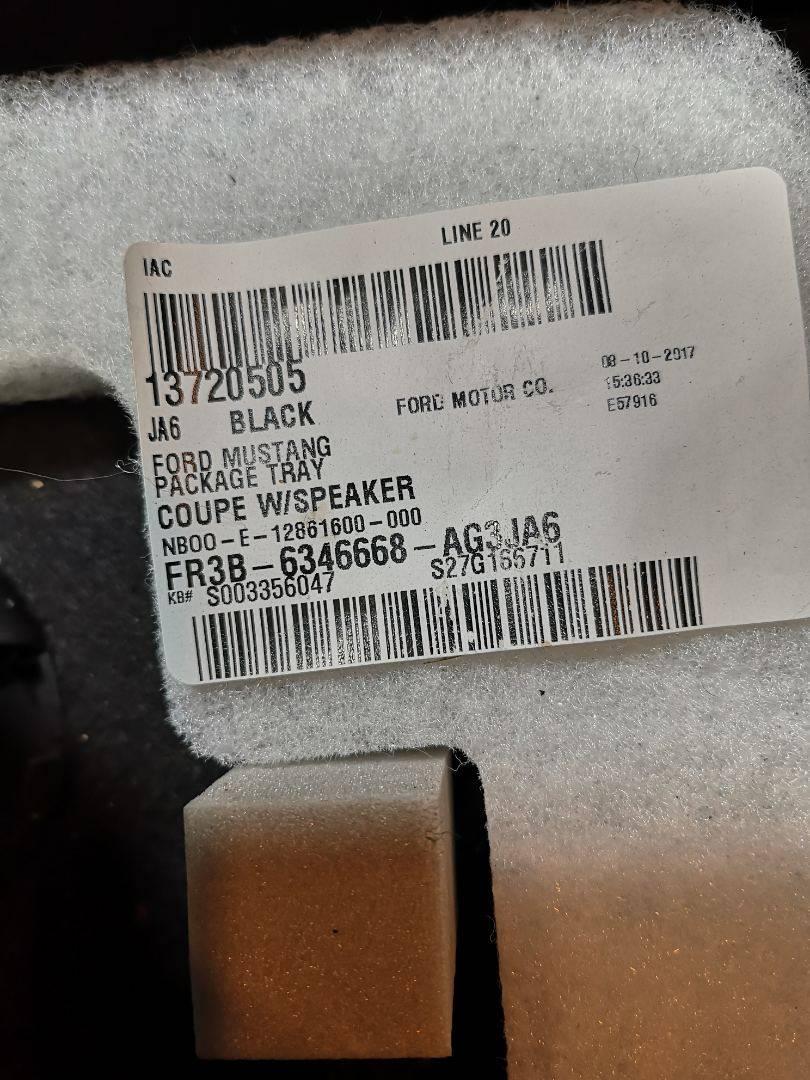 LINE 20
IAC
13720505
JA6 BLACK
FORD MOTOR CO.
08-10-2017
15:36:33
E57916
FORD MUSTANG
PACKAGE TRAY
COUPE W/SPEAKER
NB00-E-12861600-000
FR3B-6346668-AG3JA6
KB# S003356047 S27G166711